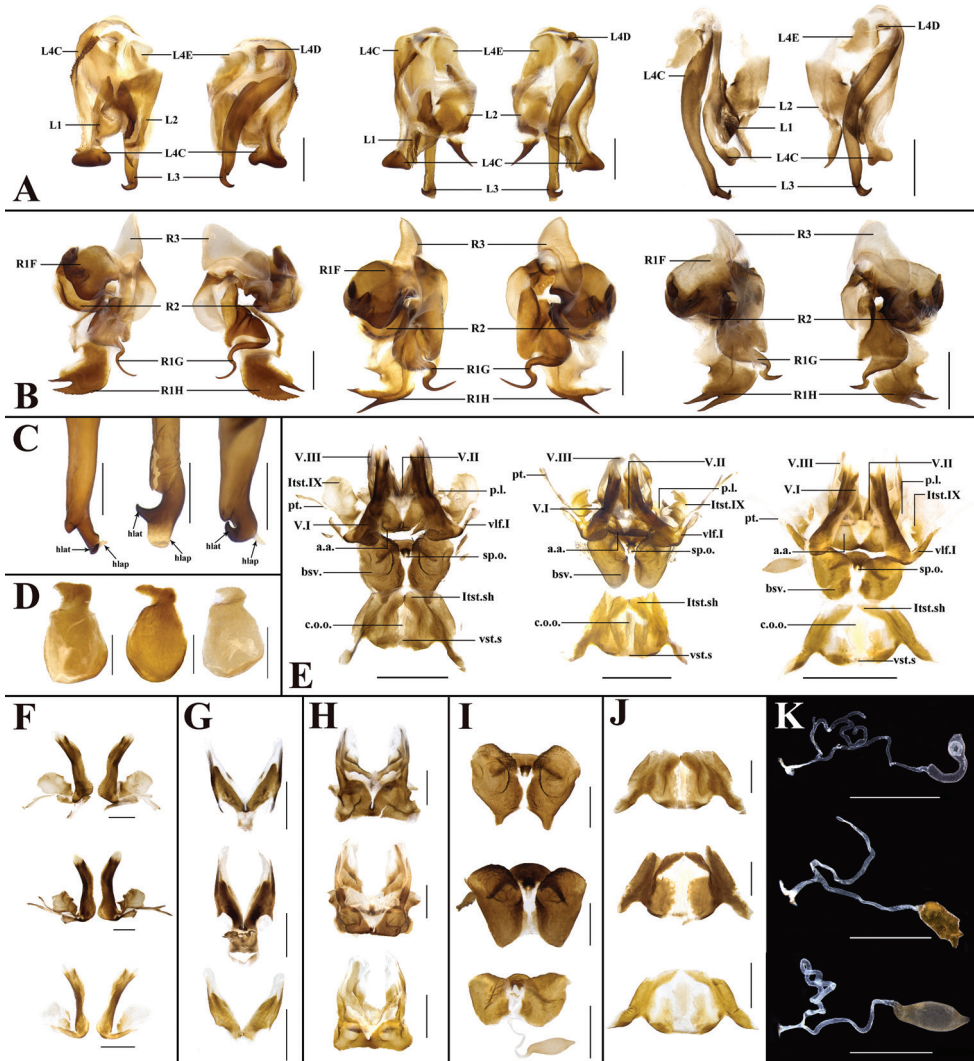 L4C
L4E
L4D
L1
L2
L4C
L3
A
L4C
L4E
L4D
L2
L1
L4C
L3
L4E
L4D
L4C
L2
L1
L4C
L3
R3
R1F
R2
R1G
R1H
B
R3
R1F
R2
R1G
R1H
R3
R1F
R2
R1G
R1H
C
hlat
hlap
hlat
hlap
hlat
hlap
D
E
V.III
V.II
Itst.IX
p.l.
pt.
V.I
vlf.I
a.a.
sp.o.
bsv.
Itst.sh
c.o.o.
vst.s
V.III
V.II
p.l.
V.I
Itst.IX
pt.
vlf.I
a.a.
sp.o.
bsv.
Itst.sh
c.o.o.
vst.s
V.III
V.II
V.I
p.l.
Itst.IX
pt.
a.a.
vlf.I
sp.o.
bsv.
Itst.sh
c.o.o.
vst.s
F
G
H
I
J
K